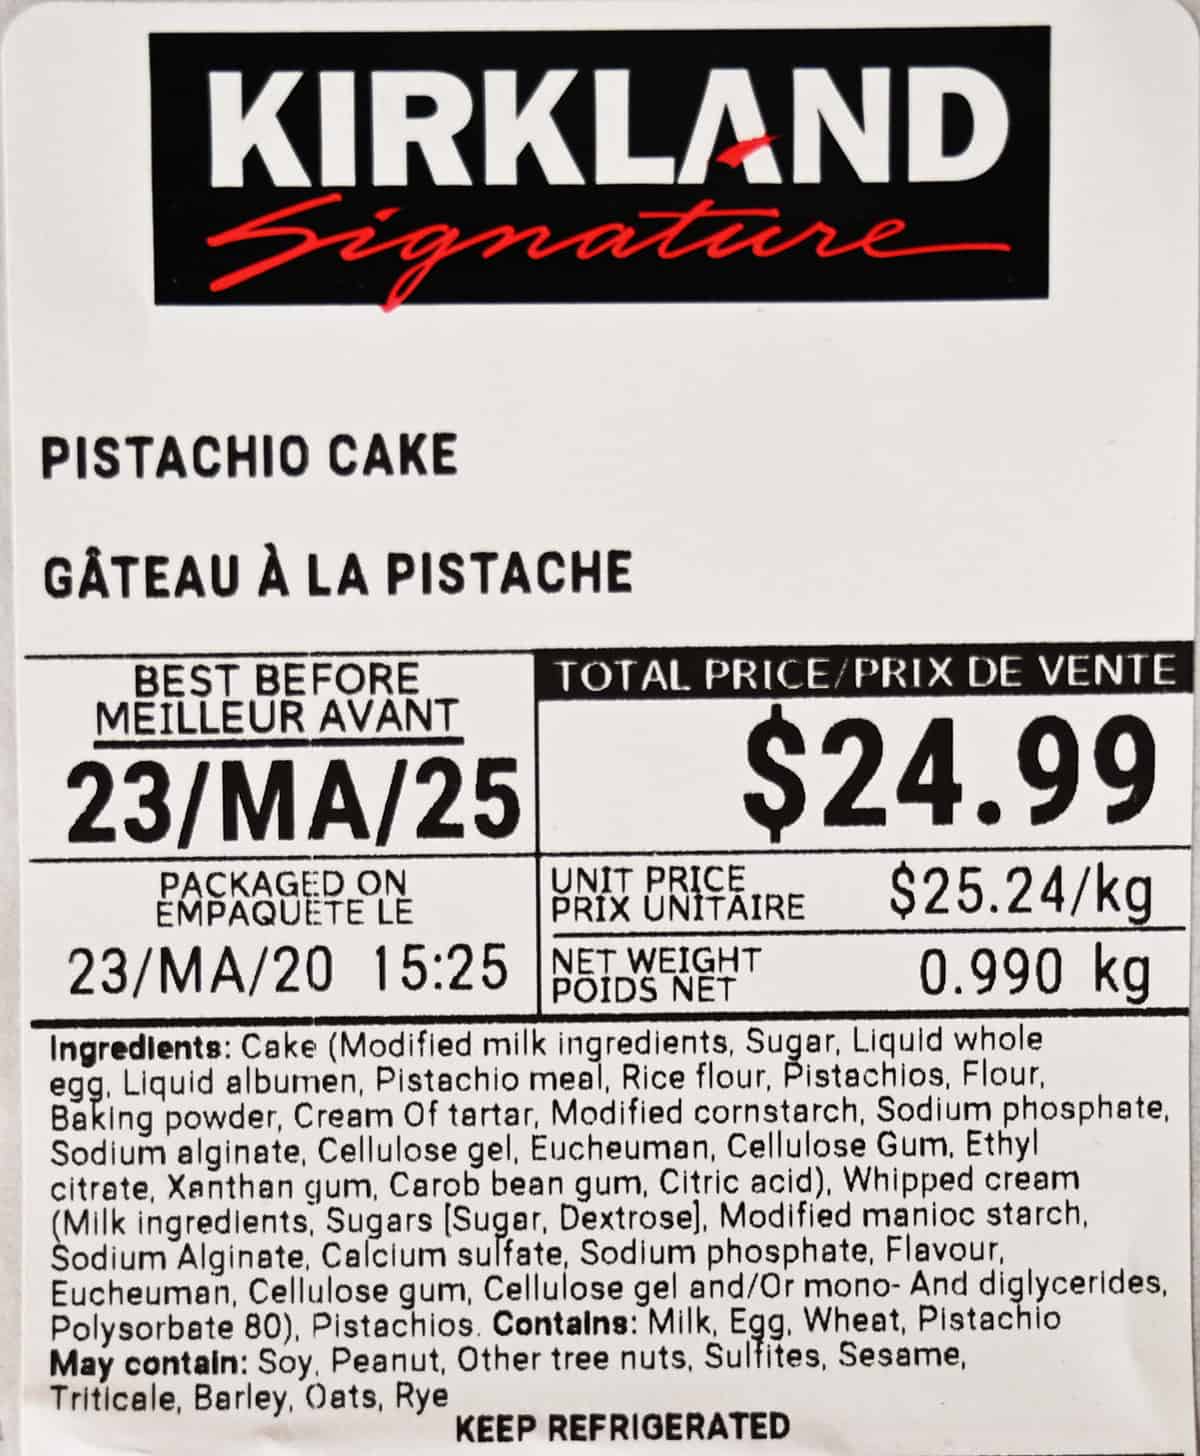 KIRKLAND
Signature
PISTACHIO CAKE
GÂTEAU À LA PISTACHE
BEST BEFORE
MEILLEUR AVANT
23/MA/25
TOTAL PRICE/PRIX DE VENTE
$24.99
PACKAGED ON
EMPAQUÈTE LE
23/MA/20 15:25
UNIT PRICE
PRIX UNITAIRE
$25.24/kg
NET WEIGHT
POIDS NET
0.990 kg
Ingredients: Cake (Modified milk ingredients, Sugar, Liquid whole
egg, Liquid albumen, Pistachio meal, Rice flour, Pistachios, Flour,
Baking powder, Cream Of tartar, Modified cornstarch, Sodium phosphate,
Sodium alginate, Cellulose gel, Eucheuman, Cellulose Gum, Ethyl
citrate, Xanthan gum, Carob bean gum, Citric acid), Whipped cream
(Milk ingredients, Sugars [Sugar, Dextrose], Modified manioc starch,
Sodium Alginate, Calcium sulfate, Sodium phosphate, Flavour,
Eucheuman, Cellulose gum, Cellulose gel and/Or mono- And diglycerides,
Polysorbate 80), Pistachios. Contains: Milk, Egg, Wheat, Pistachio
May contain: Soy, Peanut, Other tree nuts, Sulfites, Sesame,
Triticale, Barley, Oats, Rye
KEEP REFRIGERATED